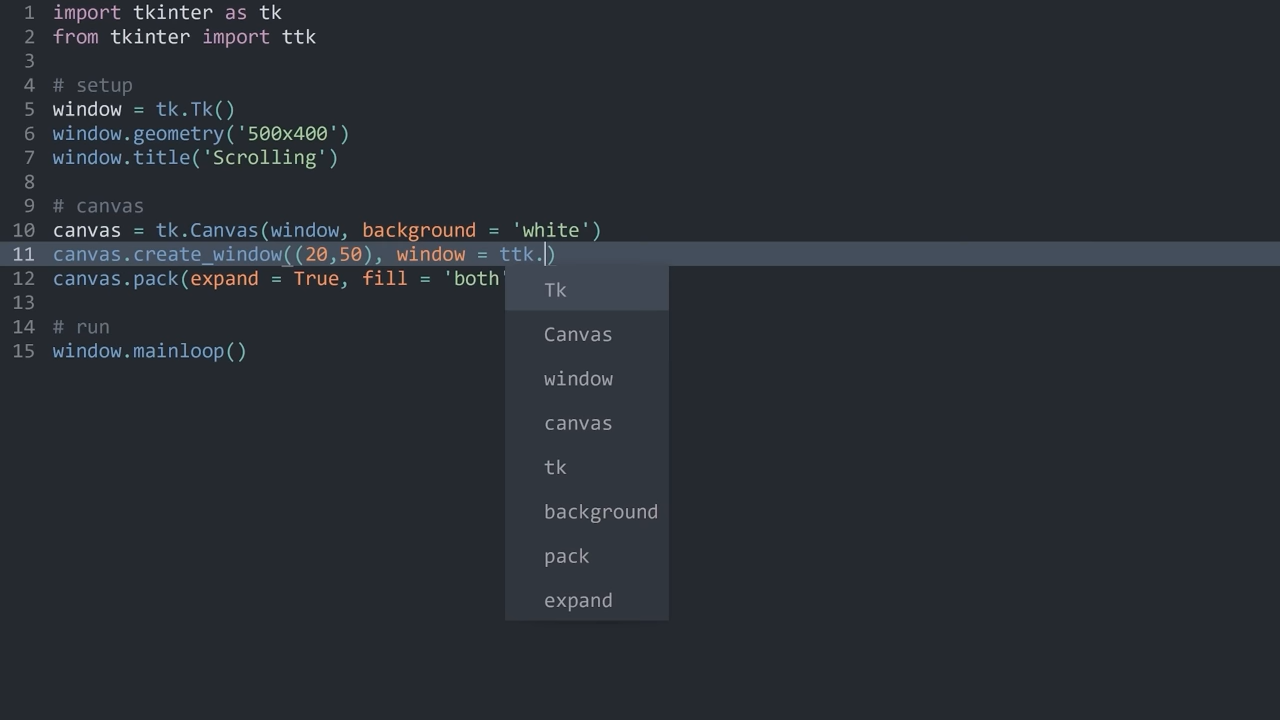 1 import tkinter as tk
2 from tkinter import ttk
3
4 # setup
5 window = tk.Tk()
6 window.geometry('500x400')
7 window.title('Scrolling')
8
9 # canvas
10 canvas = tk.Canvas(window, background = 'white')
11 canvas.create_window((20,50), window = ttk.)
12 canvas.pack(expand = True, fill = 'both'
13
14 # run
15 window.mainloop()
Tk
Canvas
window
canvas
tk
background
pack
expand